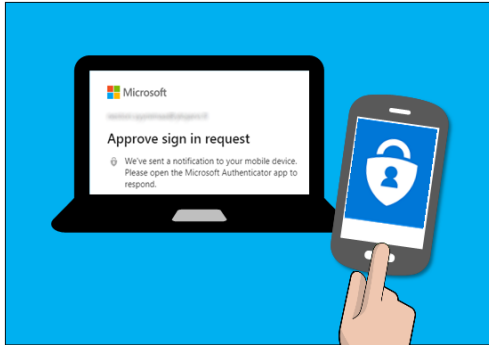 Microsoft
Approve sign in request
We've sent a notification to your mobile device.
Please open the Microsoft Authenticator app to
respond.